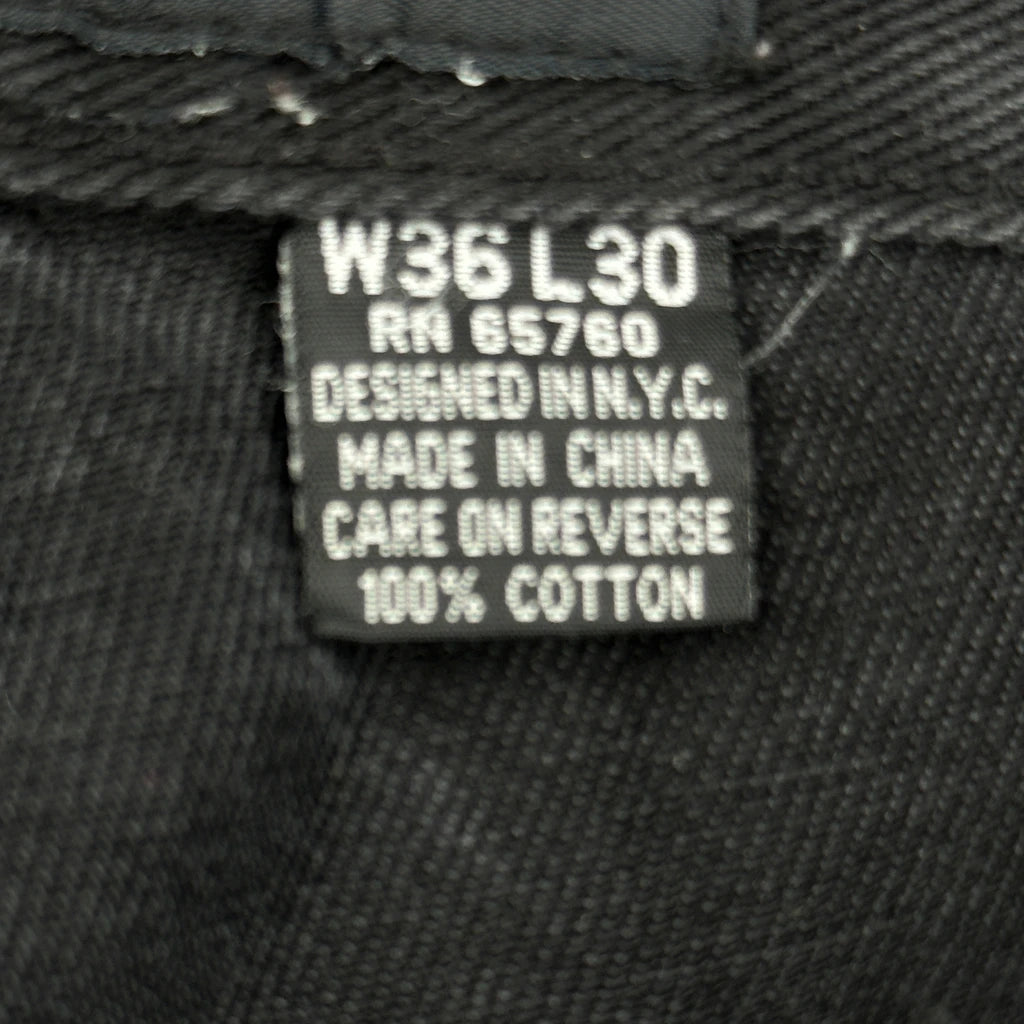 W36 L30
RN 65760
DESIGNED IN N.Y.C.
MADE IN CHINA
CARE ON REVERSE
100% COTTON